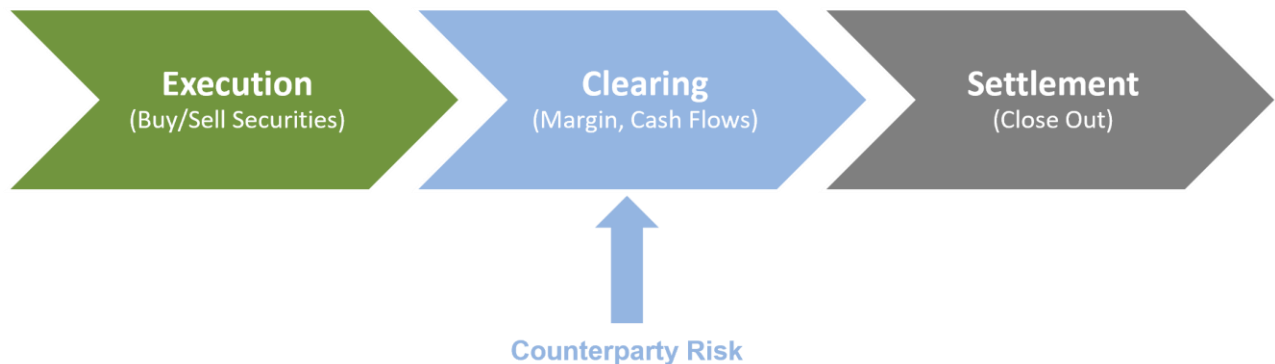 Execution
(Buy/Sell Securities)
Clearing
(Margin, Cash Flows)
Settlement
(Close Out)
Counterparty Risk